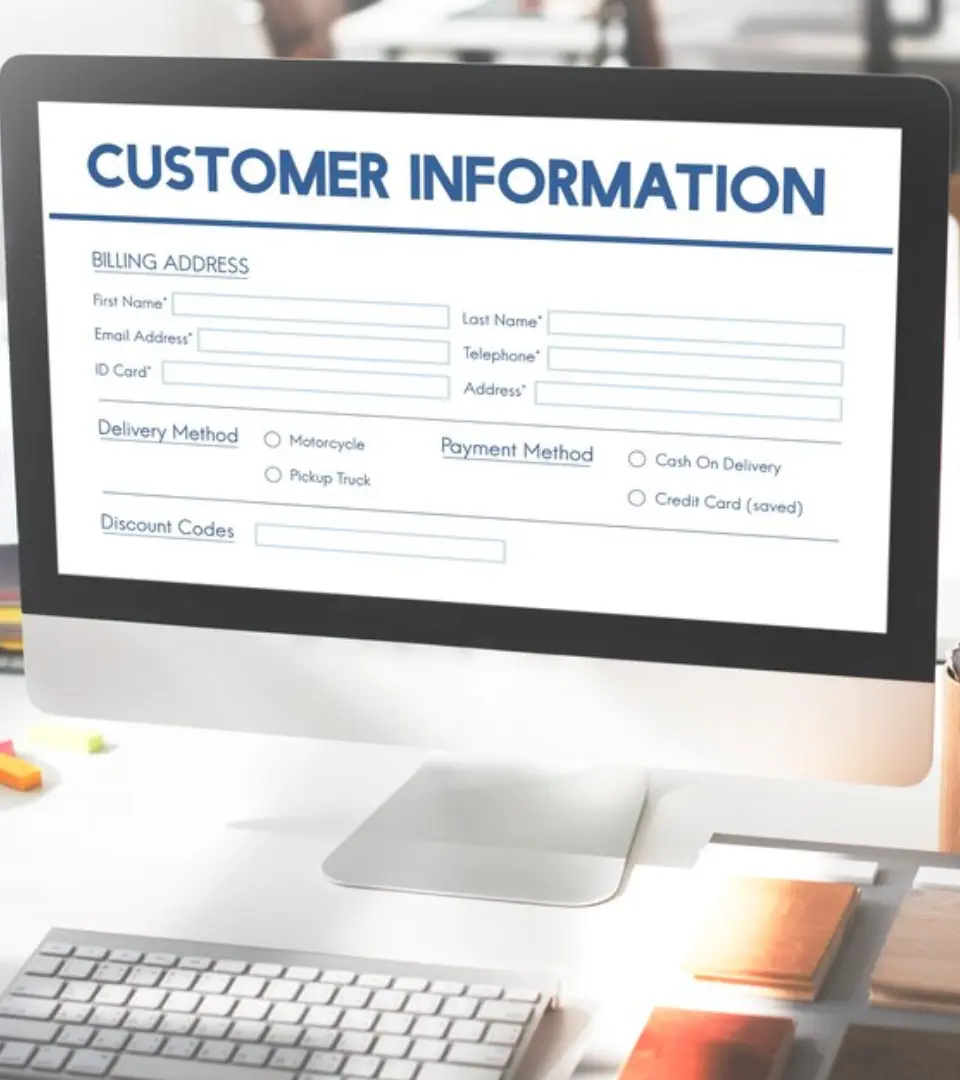 CUSTOMER INFORMATION
BILLING ADDRESS
First Name* Last Name*
Email Address* Telephone*
ID Card* Address*
Delivery Method Motorcycle Payment Method Cash On Delivery
Pickup Truck Credit Card (saved)
Discount Codes